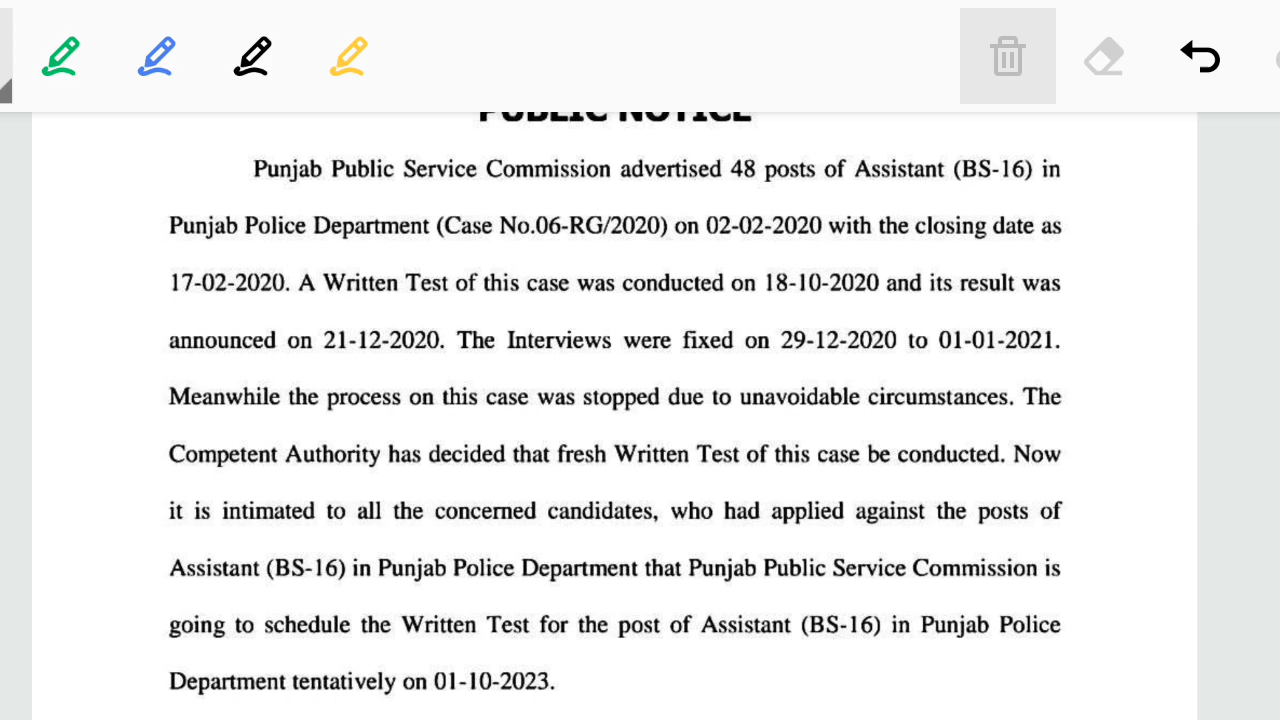 PUBLIC NOTICE
Punjab Public Service Commission advertised 48 posts of Assistant (BS-16) in
Punjab Police Department (Case No.06-RG/2020) on 02-02-2020 with the closing date as
17-02-2020. A Written Test of this case was conducted on 18-10-2020 and its result was
announced on 21-12-2020. The Interviews were fixed on 29-12-2020 to 01-01-2021.
Meanwhile the process on this case was stopped due to unavoidable circumstances. The
Competent Authority has decided that fresh Written Test of this case be conducted. Now
it is intimated to all the concerned candidates, who had applied against the posts of
Assistant (BS-16) in Punjab Police Department that Punjab Public Service Commission is
going to schedule the Written Test for the post of Assistant (BS-16) in Punjab Police
Department tentatively on 01-10-2023.